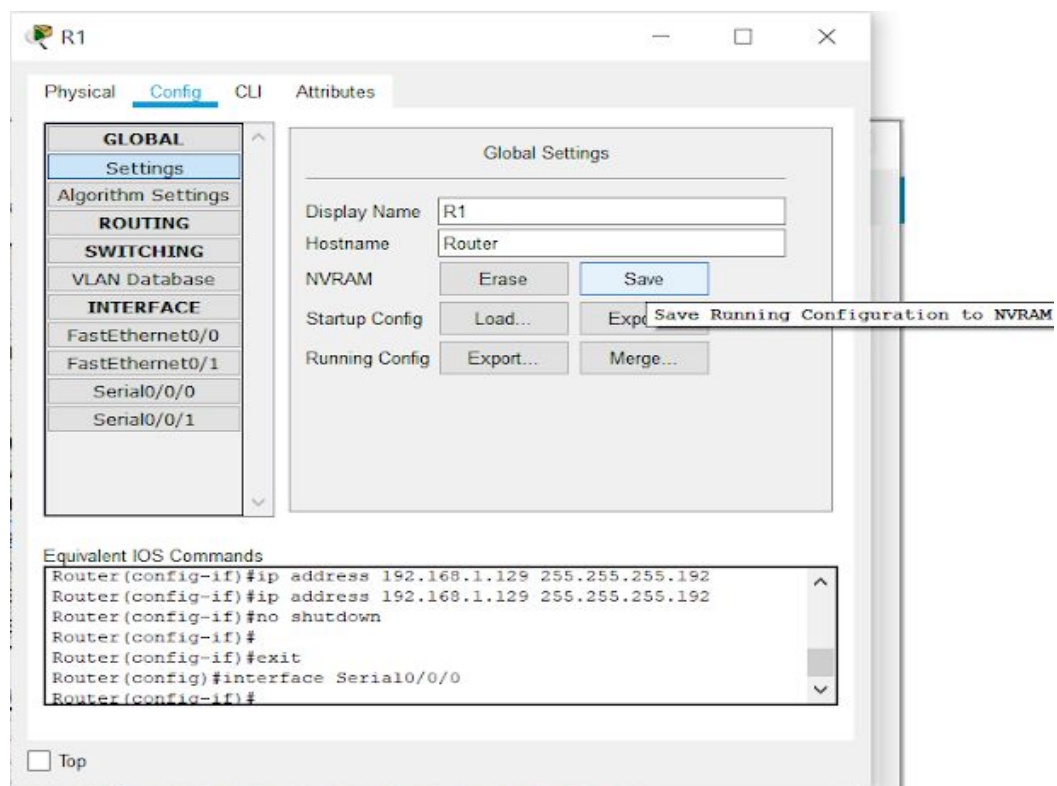 R1
Physical Config CLI Attributes
GLOBAL
Settings
Algorithm Settings
ROUTING
SWITCHING
VLAN Database
INTERFACE
FastEthernet0/0
FastEthernet0/1
Serial0/0/0
Serial0/0/1
Global Settings
Display Name R1
Hostname Router
NVRAM Erase Save
Save Running Configuration to NVRAM
Startup Config Load...
Running Config Export... Merge...
Equivalent IOS Commands
Router(config-if)#ip address 192.168.1.129 255.255.255.192
Router(config-if)#ip address 192.168.1.129 255.255.255.192
Router(config-if)#no shutdown
Router(config-if)#
Router(config-if)#exit
Router(config)#interface Serial0/0/0
Router(config-if)#
Top